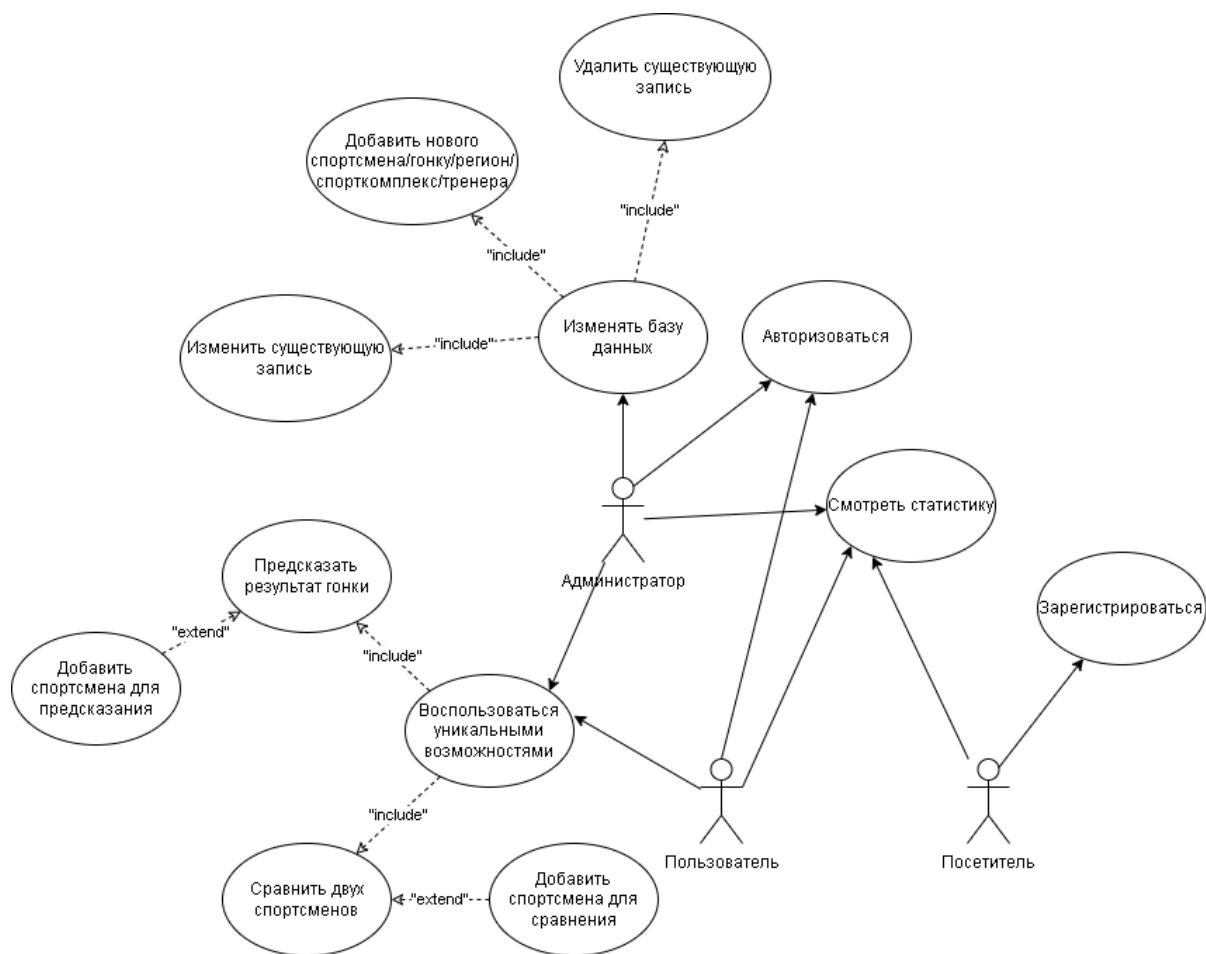 Удалить существующую
запись
Добавить нового
спортсмена/гонку/регион/
спорткомплекс/тренера
"include"
"include"
Изменять базу
данных
Авторизоваться
Изменить существующую
запись
"include"
Смотреть статистику
Администратор
Предсказать
результат гонки
Зарегистрироваться
"extend"
"include"
Добавить
спортсмена для
предсказания
Воспользоваться
уникальными
возможностями
"include"
Пользователь
Посетитель
Сравнить двух
спортсменов
"extend"
Добавить
спортсмена для
сравнения